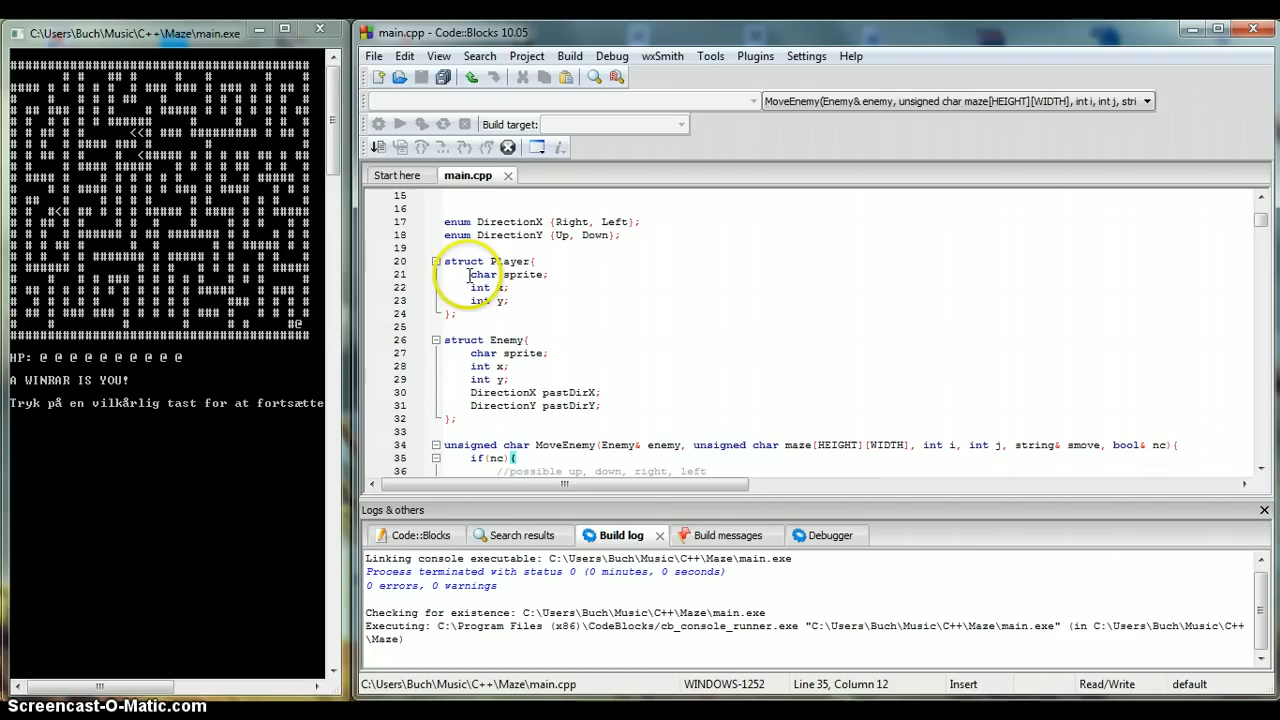 C:\Users\Buch\Music\C++\Maze\main.exe
HP: @ @ @ @ @ @ @ @ @ @
A WINRAR IS YOU!
Tryk på en vilkårlig tast for at fortsætte
main.cpp - Code::Blocks 10.05
File Edit View Search Project Build Debug wxSmith Tools Plugins Settings Help
MoveEnemy(Enemy& enemy, unsigned char maze[HEIGHT][WIDTH], int i, int j, stri
Build target:
Start here main.cpp
15
16
17 enum DirectionX {Right, Left};
18 enum DirectionY {Up, Down};
19
20 struct Player{
21 char sprite;
22 int x;
23 int y;
24 };
25
26 struct Enemy{
27 char sprite;
28 int x;
29 int y;
30 DirectionX pastDirX;
31 DirectionY pastDirY;
32 };
33
34 unsigned char MoveEnemy(Enemy& enemy, unsigned char maze[HEIGHT][WIDTH], int i, int j, string& smove, bool& nc){
35 if(nc){
36 //possible up, down, right, left
Logs & others
Code::Blocks Search results Build log Build messages Debugger
Linking console executable: C:\Users\Buch\Music\C++\Maze\main.exe
Process terminated with status 0 (0 minutes, 0 seconds)
0 errors, 0 warnings
Checking for existence: C:\Users\Buch\Music\C++\Maze\main.exe
Executing: C:\Program Files (x86)\CodeBlocks/cb_console_runner.exe "C:\Users\Buch\Music\C++\Maze\main.exe" (in C:\Users\Buch\Music\C++
\Maze)
C:\Users\Buch\Music\C++\Maze\main.cpp WINDOWS-1252 Line 35, Column 12 Insert Read/Write default
Screencast-O-Matic.com